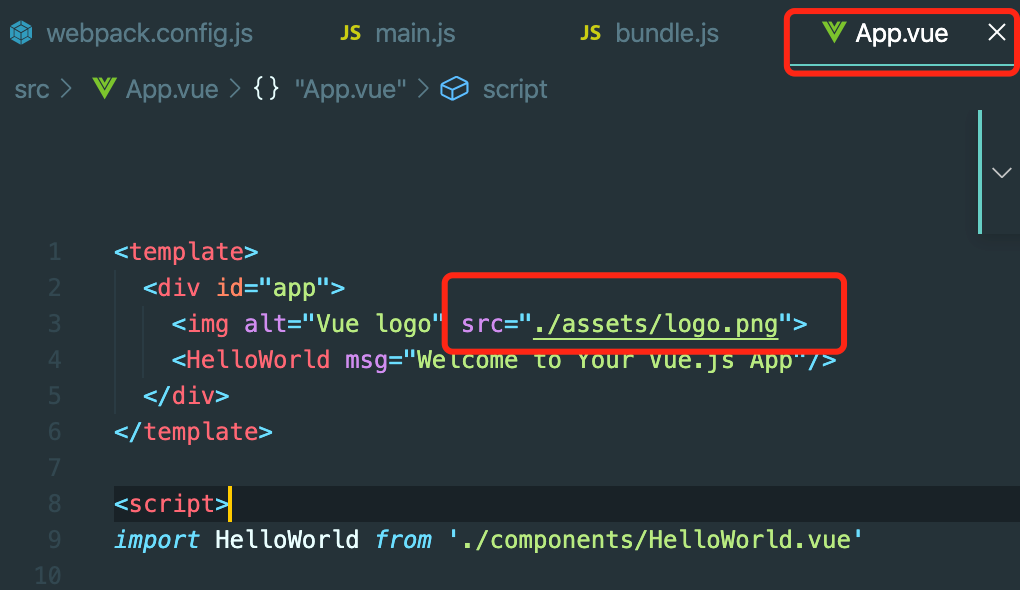 webpack.config.js JS main.js JS bundle.js App.vue
src > App.vue > {} "App.vue" > script
1 <template>
2 <div id="app">
3 <img alt="Vue logo" src="./assets/logo.png">
4 <HelloWorld msg="Welcome to Your Vue.js App"/>
5 </div>
6 </template>
7
8 <script>
9 import HelloWorld from './components/HelloWorld.vue'
10